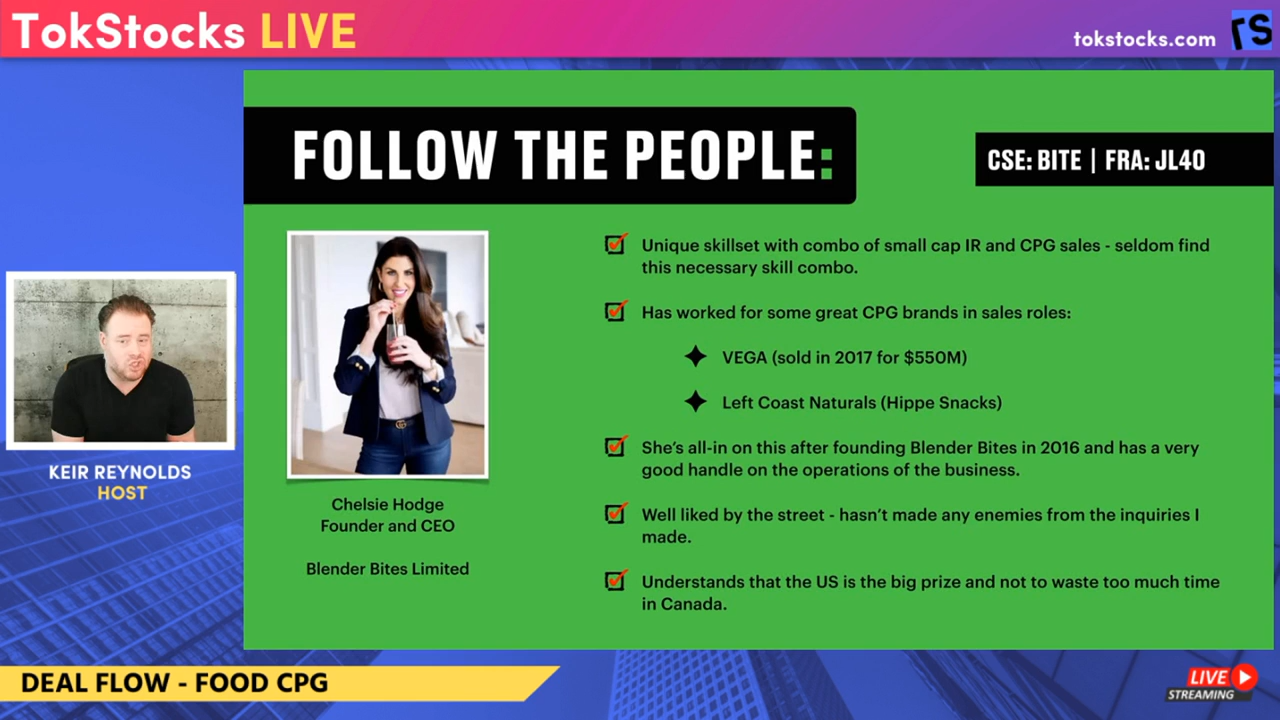 TokStocks LIVE
tokstocks.com
FOLLOW THE PEOPLE:
CSE: BITE | FRA: JL40
Unique skillset with combo of small cap IR and CPG sales - seldom find
this necessary skill combo.
Has worked for some great CPG brands in sales roles:
VEGA (sold in 2017 for $550M)
Left Coast Naturals (Hippe Snacks)
She's all-in on this after founding Blender Bites in 2016 and has a very
good handle on the operations of the business.
Well liked by the street - hasn't made any enemies from the inquiries I
made.
Understands that the US is the big prize and not to waste too much time
in Canada.
Chelsie Hodge
Founder and CEO
Blender Bites Limited
KEIR REYNOLDS
HOST
DEAL FLOW - FOOD CPG
LIVE
STREAMING